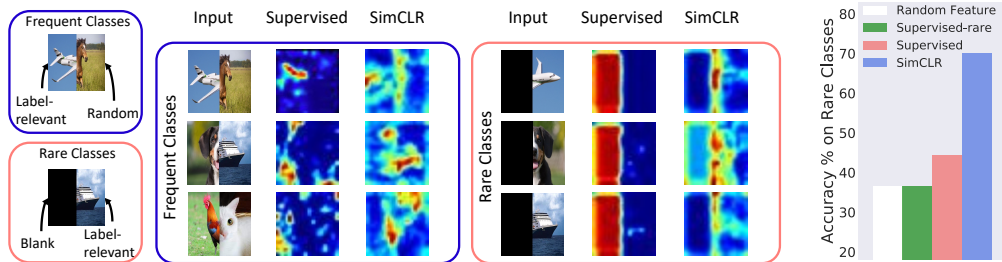 Frequent Classes
Label-
relevant
Random
Rare Classes
Blank
Label-
relevant
Input
Supervised
SimCLR
Frequent Classes
Input
Supervised
SimCLR
Rare Classes
Accuracy % on Rare Classes
80
70
60
50
40
30
20
Random Feature
Supervised-rare
Supervised
SimCLR